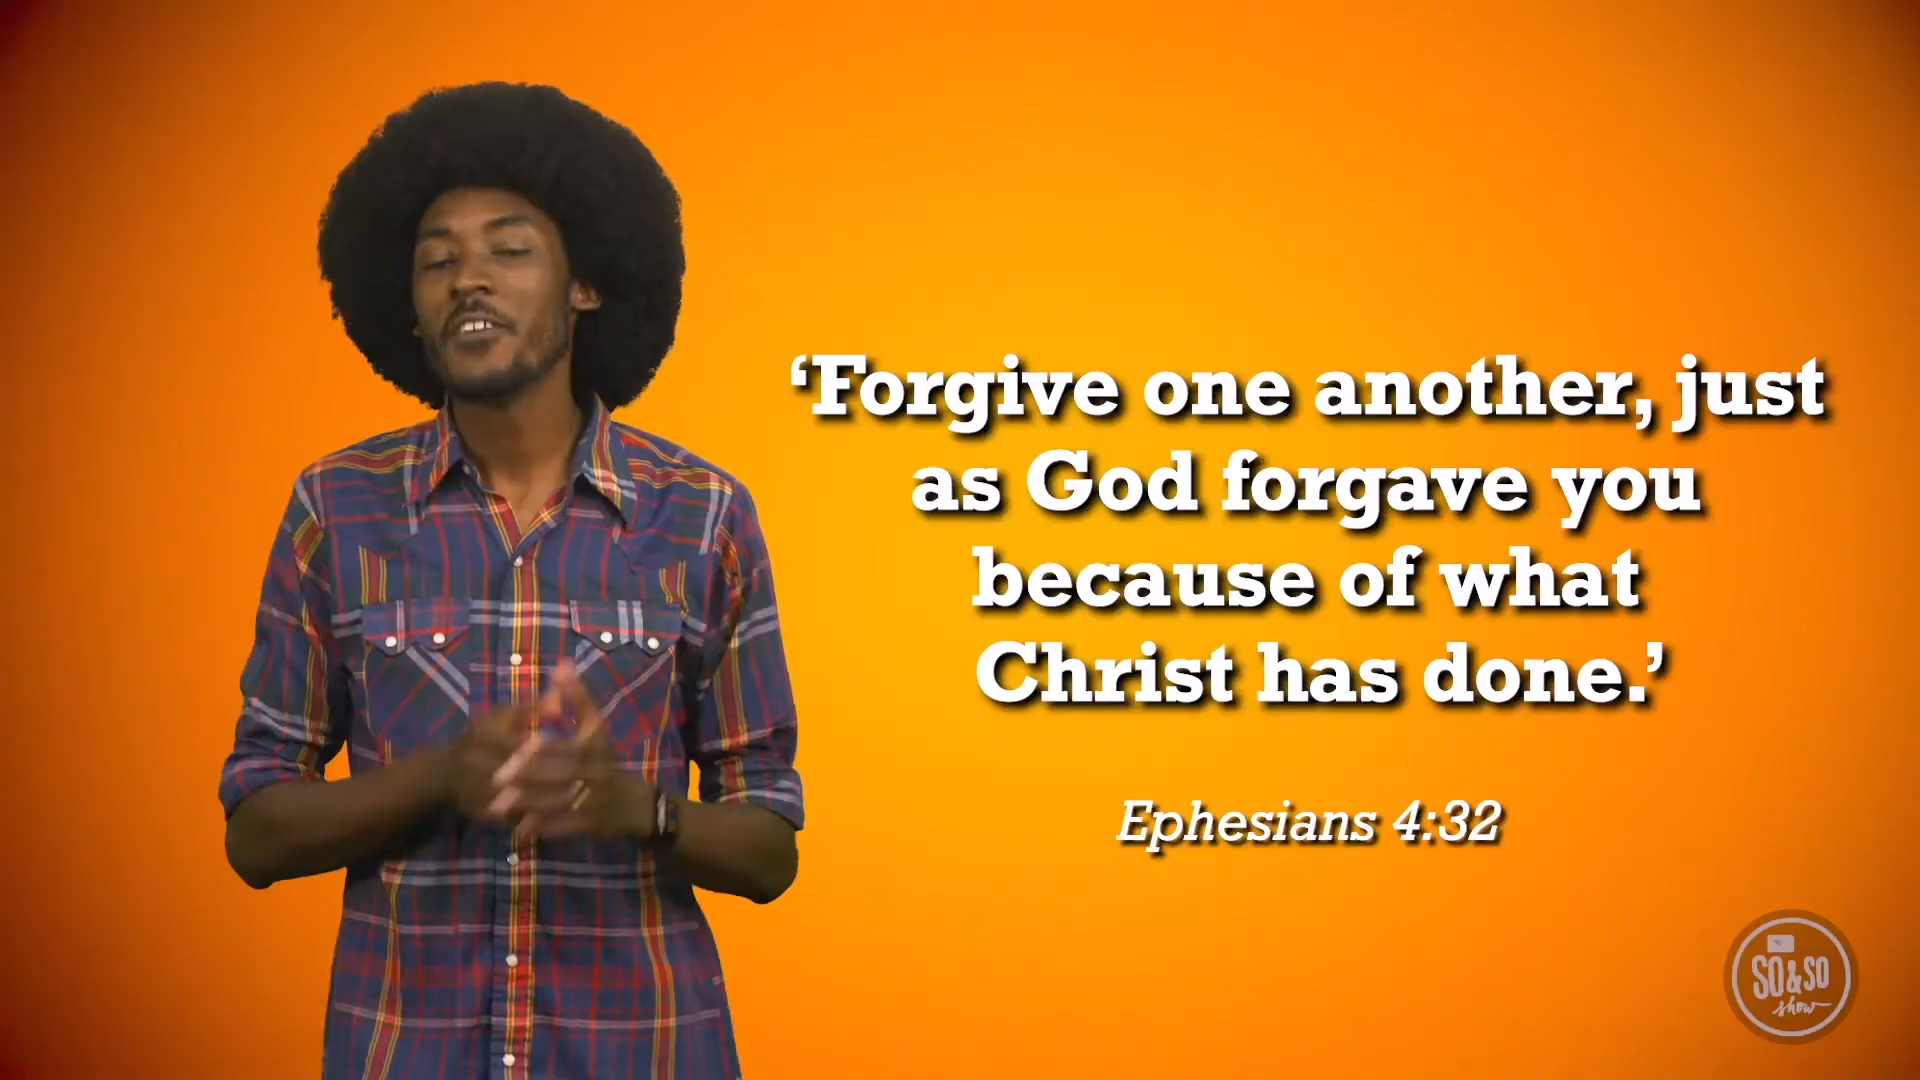 ‘Forgive one another, just
as God forgave you
because of what
Christ has done.’
Ephesians 4:32
SO & SO
show